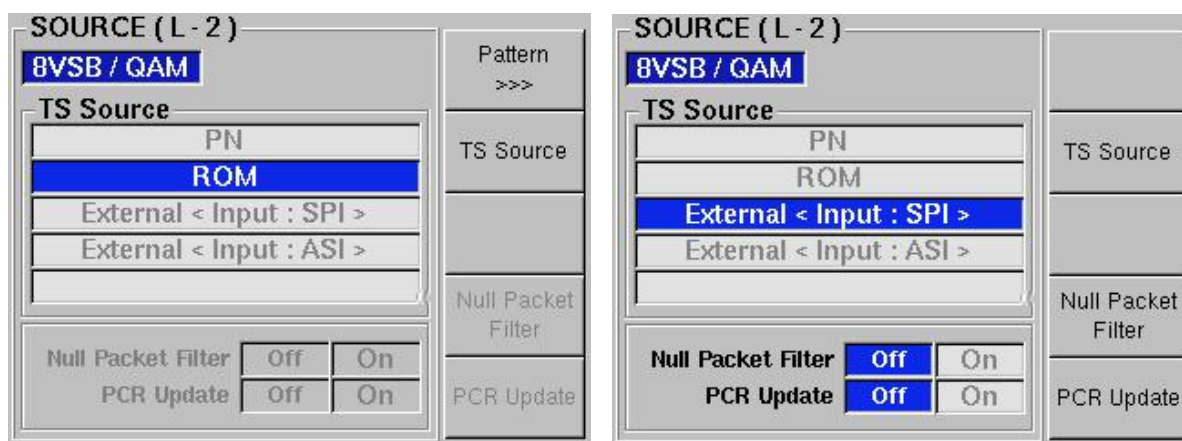 SOURCE ( L - 2 )
8VSB / QAM
TS Source
PN
ROM
External < Input : SPI >
External < Input : ASI >
Null Packet Filter Off On
PCR Update Off On
Pattern
>>>
TS Source
Null Packet
Filter
PCR Update
SOURCE ( L - 2 )
8VSB / QAM
TS Source
PN
ROM
External < Input : SPI >
External < Input : ASI >
Null Packet Filter Off On
PCR Update Off On
TS Source
Null Packet
Filter
PCR Update